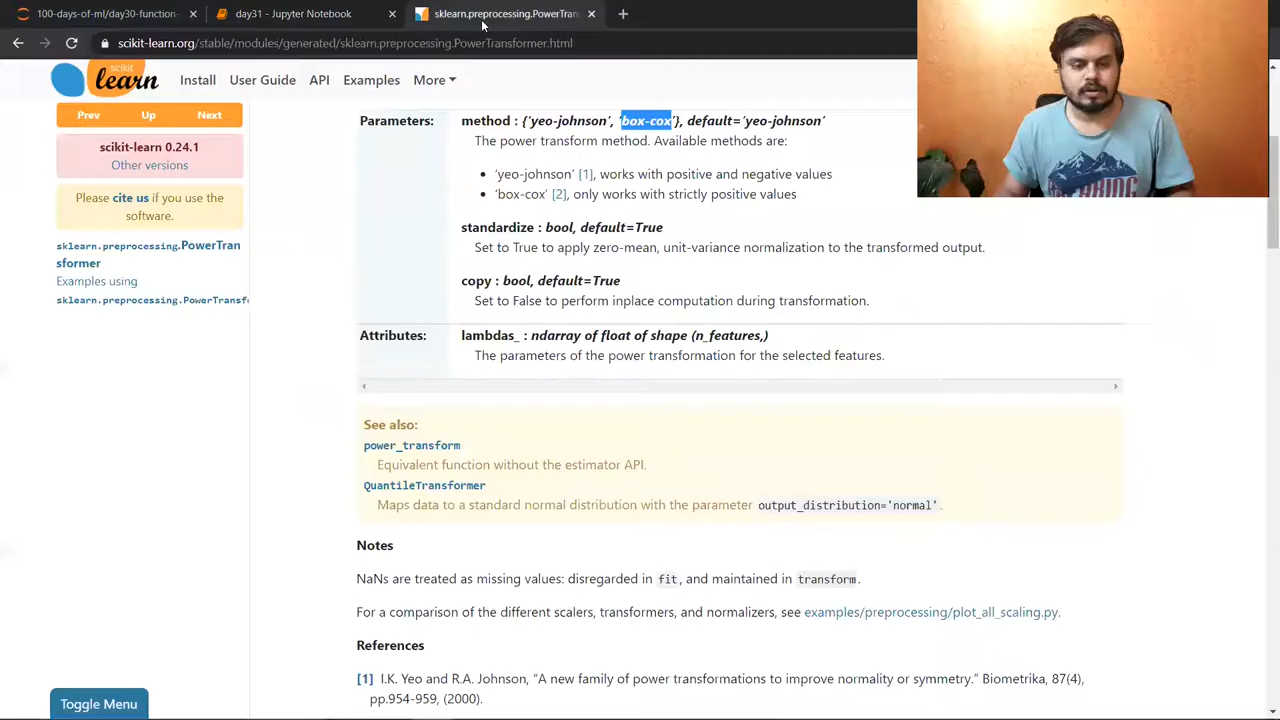 100-days-of-ml/day30-function-
day31 - Jupyter Notebook
sklearn.preprocessing.PowerTran
scikit-learn.org/stable/modules/generated/sklearn.preprocessing.PowerTransformer.html
scikit
learn
Install
User Guide
API
Examples
More
Prev
Up
Next
scikit-learn 0.24.1
Other versions
Please cite us if you use the
software.
sklearn.preprocessing.PowerTran
sformer
Examples using
sklearn.preprocessing.PowerTransfo
Parameters:
method : {'yeo-johnson', 'box-cox'}, default='yeo-johnson'
The power transform method. Available methods are:
• 'yeo-johnson' [1], works with positive and negative values
• 'box-cox' [2], only works with strictly positive values
standardize : bool, default=True
Set to True to apply zero-mean, unit-variance normalization to the transformed output.
copy : bool, default=True
Set to False to perform inplace computation during transformation.
Attributes:
lambdas_ : ndarray of float of shape (n_features,)
The parameters of the power transformation for the selected features.
See also:
power_transform
Equivalent function without the estimator API.
QuantileTransformer
Maps data to a standard normal distribution with the parameter output_distribution='normal'.
Notes
NaNs are treated as missing values: disregarded in fit, and maintained in transform.
For a comparison of the different scalers, transformers, and normalizers, see examples/preprocessing/plot_all_scaling.py.
References
[1] I.K. Yeo and R.A. Johnson, "A new family of power transformations to improve normality or symmetry." Biometrika, 87(4),
pp.954-959, (2000).
Toggle Menu